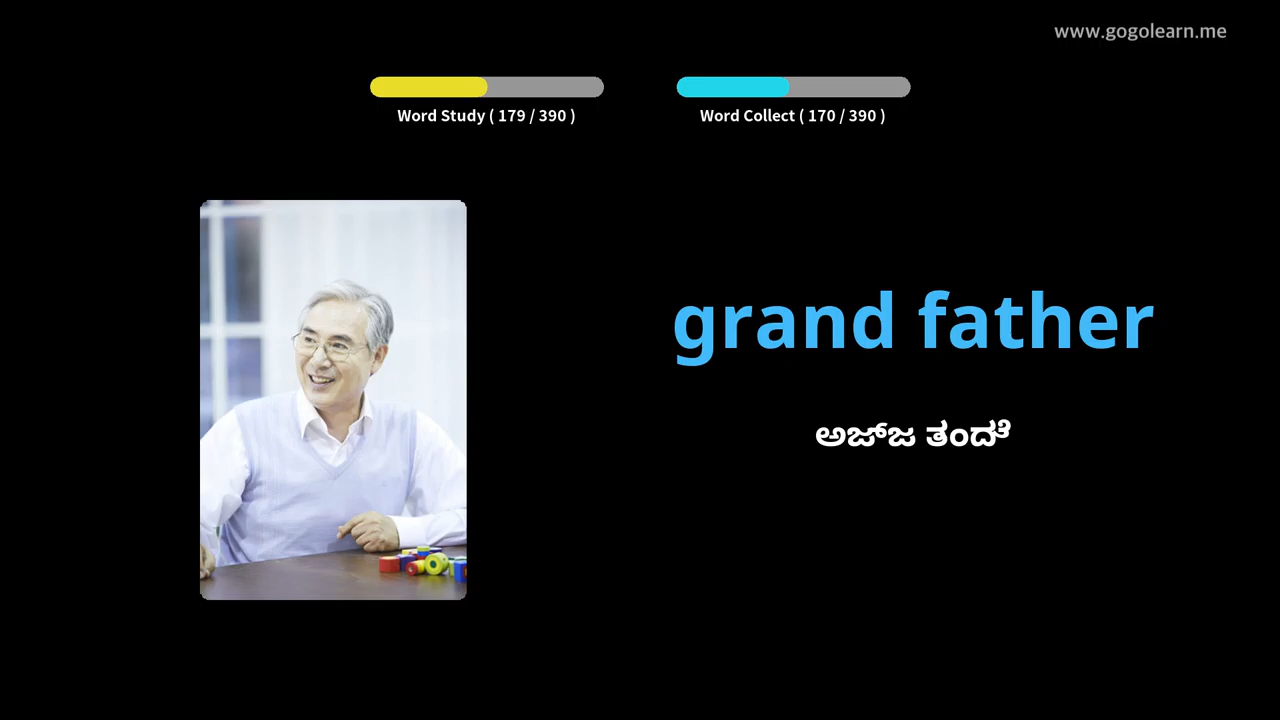 www.gogolearn.me
Word Study ( 179 / 390 )
Word Collect ( 170 / 390 )
grand father
ಅಜ್‌ಜ ತಂದೆ